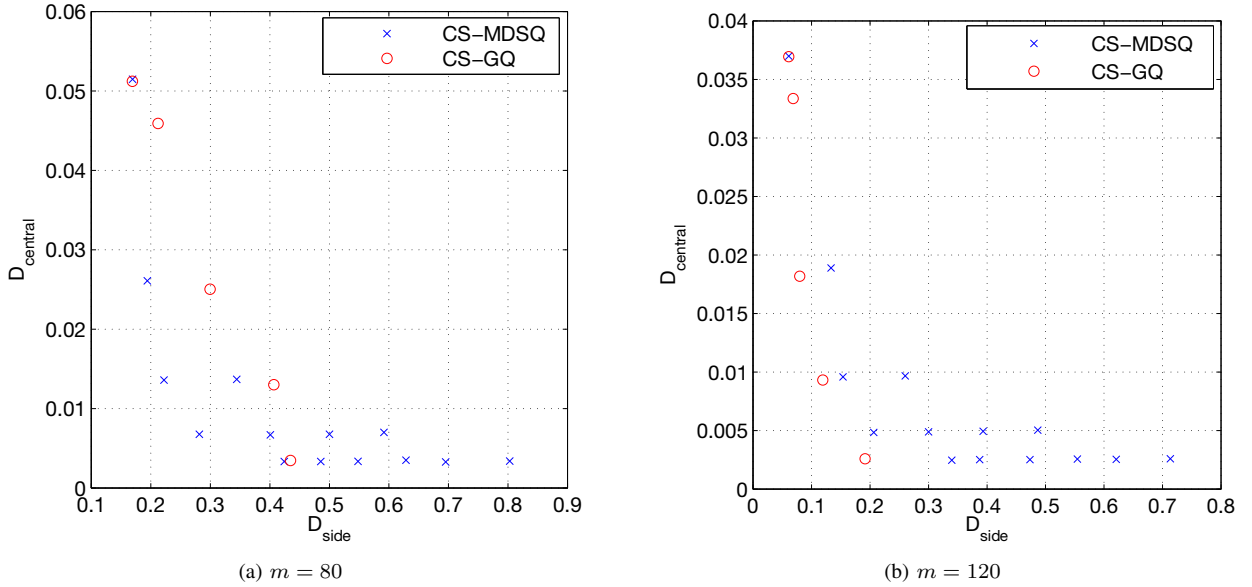 CS-MDSQ
CS-GQ
0.06
0.05
0.04
0.03
0.02
0.01
0
D_central
0.1 0.2 0.3 0.4 0.5 0.6 0.7 0.8 0.9
D_side
(a) m = 80
CS-MDSQ
CS-GQ
0.04
0.035
0.03
0.025
0.02
0.015
0.01
0.005
0
D_central
0 0.1 0.2 0.3 0.4 0.5 0.6 0.7 0.8
D_side
(b) m = 120